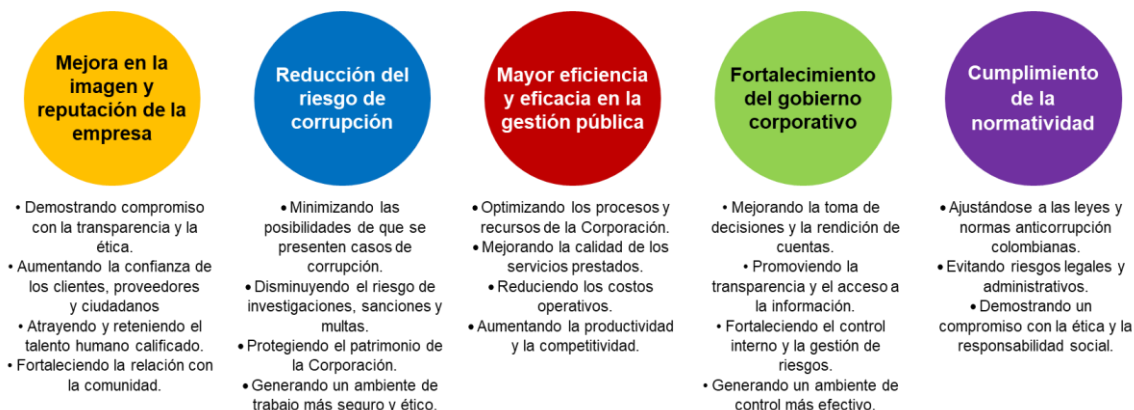 Mejora en la
imagen y
reputación de la
empresa
• Demostrando compromiso
con la transparencia y la
ética.
• Aumentando la confianza de
los clientes, proveedores
y ciudadanos
• Atrayendo y reteniendo el
talento humano calificado.
• Fortaleciendo la relación con
la comunidad.
Reducción del
riesgo de
corrupción
• Minimizando las
posibilidades de que se
presenten casos de
corrupción.
• Disminuyendo el riesgo de
investigaciones, sanciones y
multas.
• Protegiendo el patrimonio de
la Corporación.
• Generando un ambiente de
trabajo más seguro y ético.
Mayor eficiencia
y eficacia en la
gestión pública
• Optimizando los procesos y
recursos de la Corporación.
• Mejorando la calidad de los
servicios prestados.
• Reduciendo los costos
operativos.
• Aumentando la productividad
y la competitividad.
Fortalecimiento
del gobierno
corporativo
• Mejorando la toma de
decisiones y la rendición de
cuentas.
• Promoviendo la
transparencia y el acceso a
la información.
• Fortaleciendo el control
interno y la gestión de
riesgos.
• Generando un ambiente de
control más efectivo.
Cumplimiento
de la
normatividad
• Ajustándose a las leyes y
normas anticorrupción
colombianas.
• Evitando riesgos legales y
administrativos.
• Demostrando un
compromiso con la ética y la
responsabilidad social.